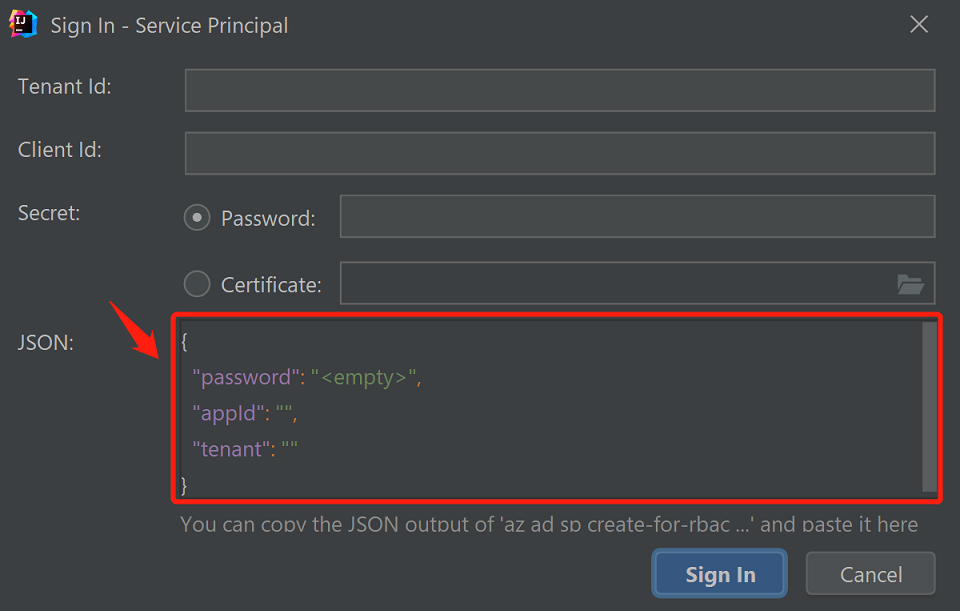 IJ
Sign In - Service Principal
Tenant Id:
Client Id:
Secret:
Password:
Certificate:
JSON:
{
"password": "<empty>",
"appId": "",
"tenant": ""
}
You can copy the JSON output of 'az ad sp create-for-rbac ...' and paste it here
Sign In
Cancel